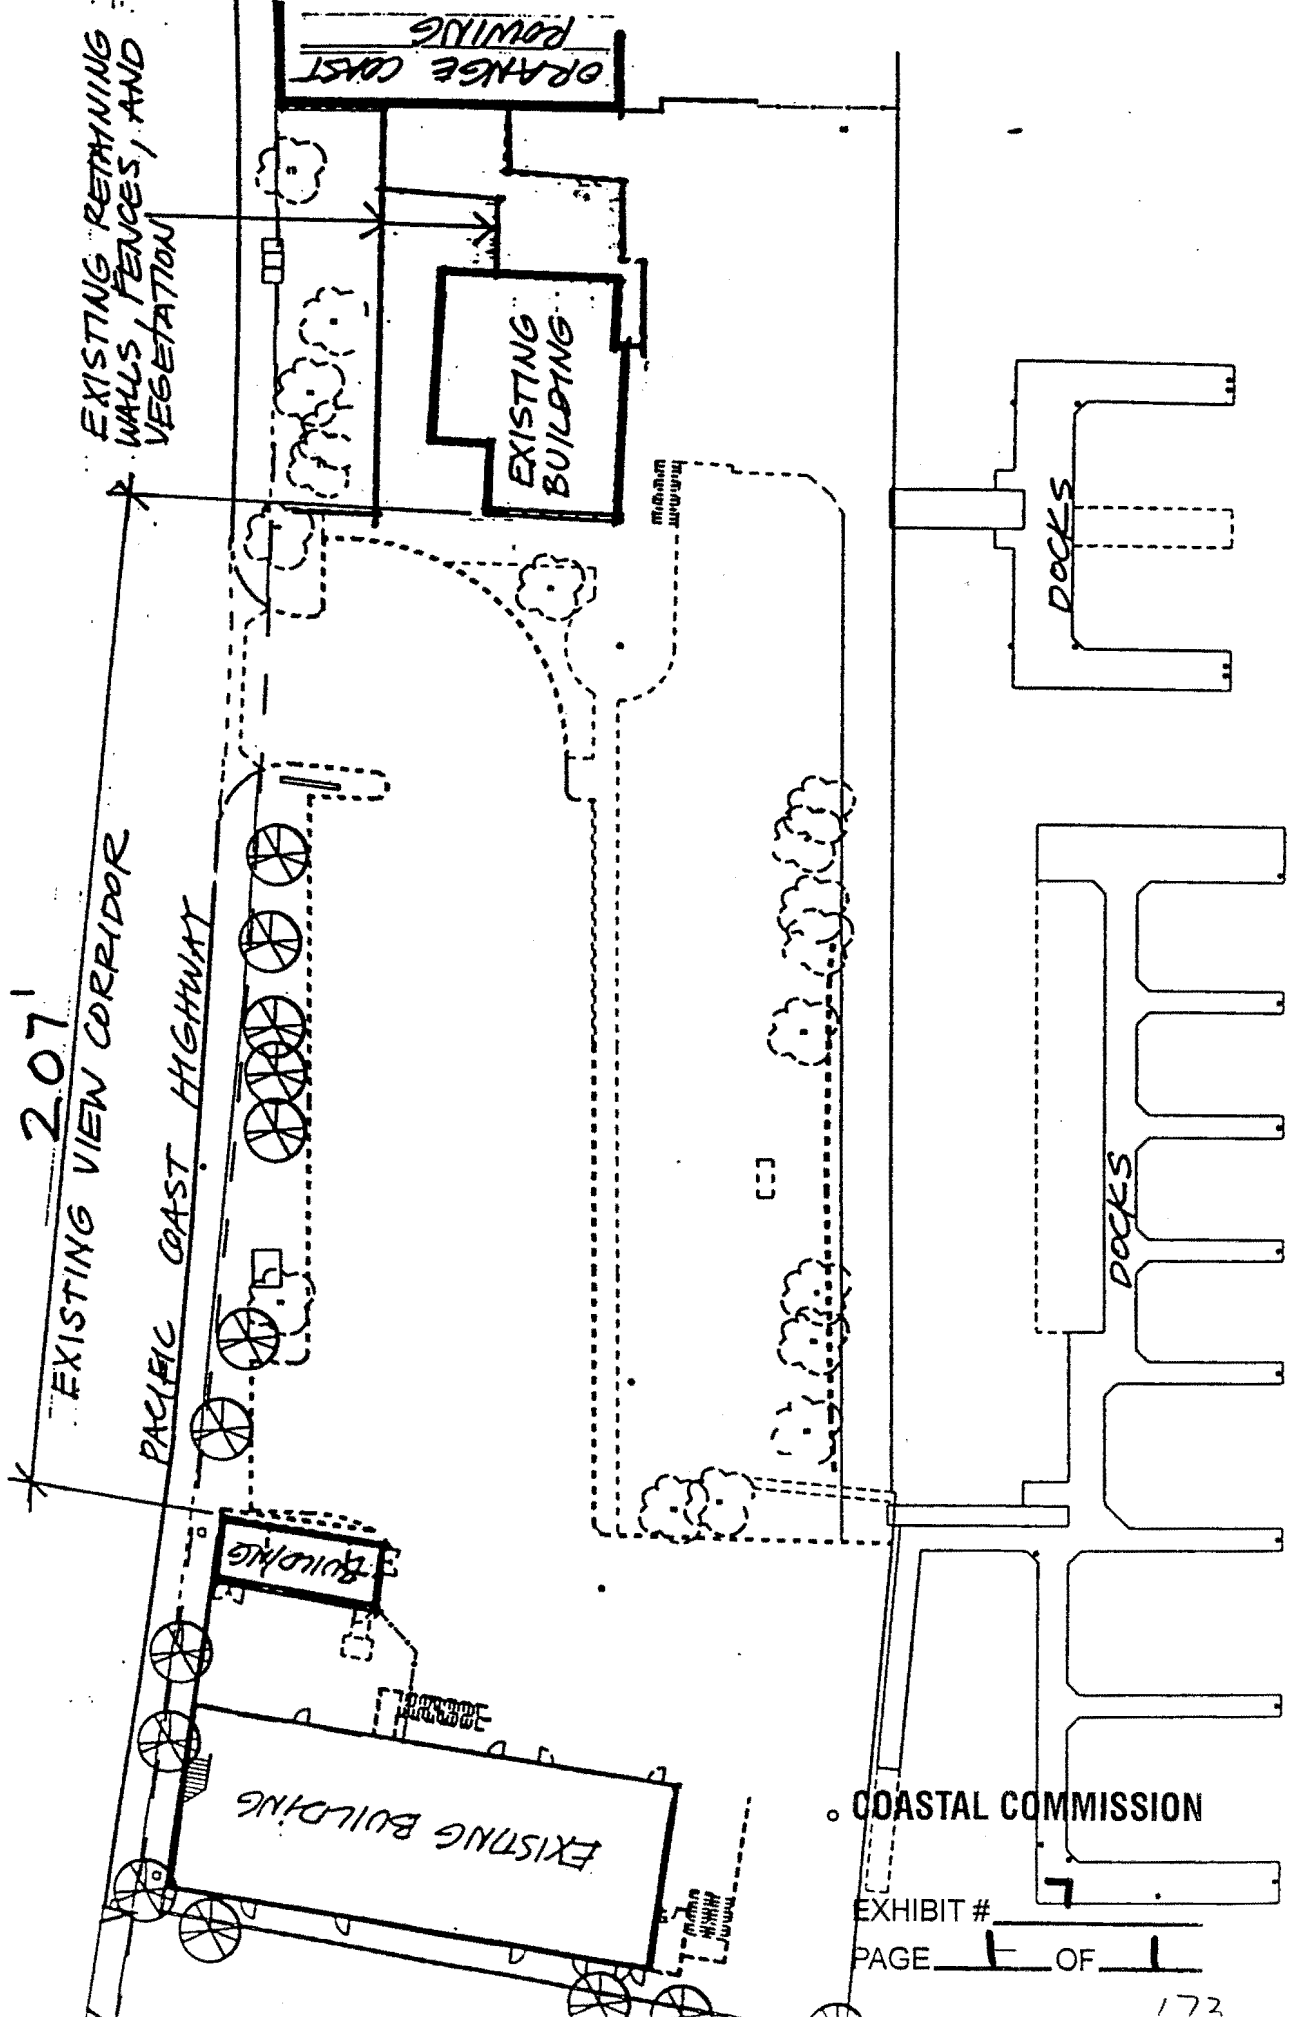 EXISTING RETAINING
WALLS, FENCES, AND
VEGETATION
ORANGE COAST
ROWING
EXISTING
BUILDING
DOCKS
207'
EXISTING VIEW CORRIDOR
PACIFIC COAST HIGHWAY
DOCKS
BUILDING
EXISTING BUILDING
COASTAL COMMISSION
EXHIBIT # 7
PAGE 1 OF 1
173